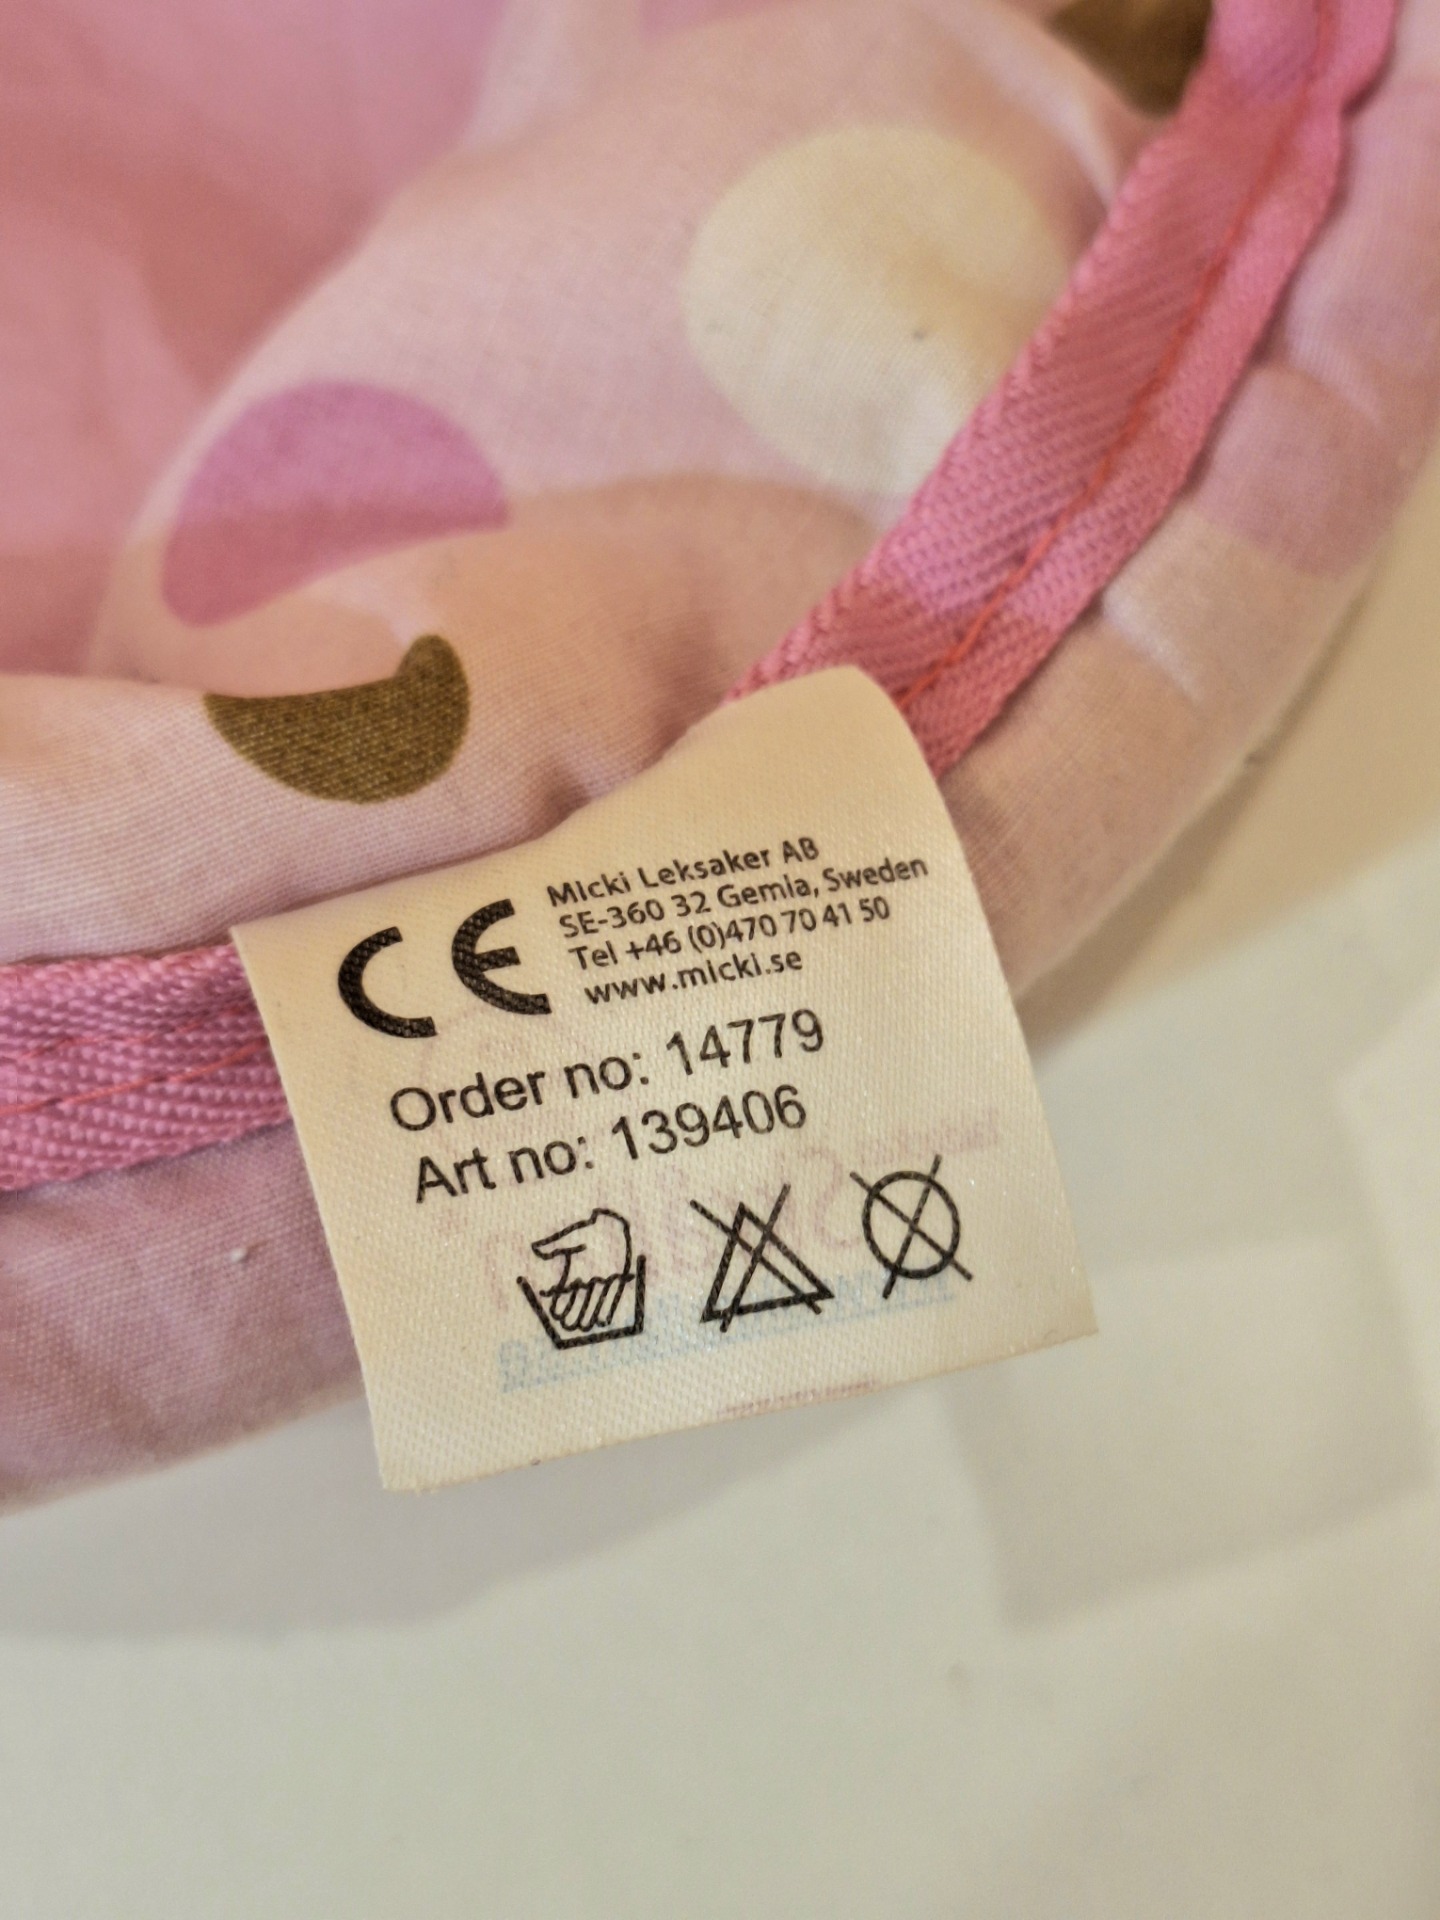 CE
Micki Leksaker AB
SE-360 32 Gemla, Sweden
Tel +46 (0)470 70 41 50
www.micki.se
Order no: 14779
Art no: 139406